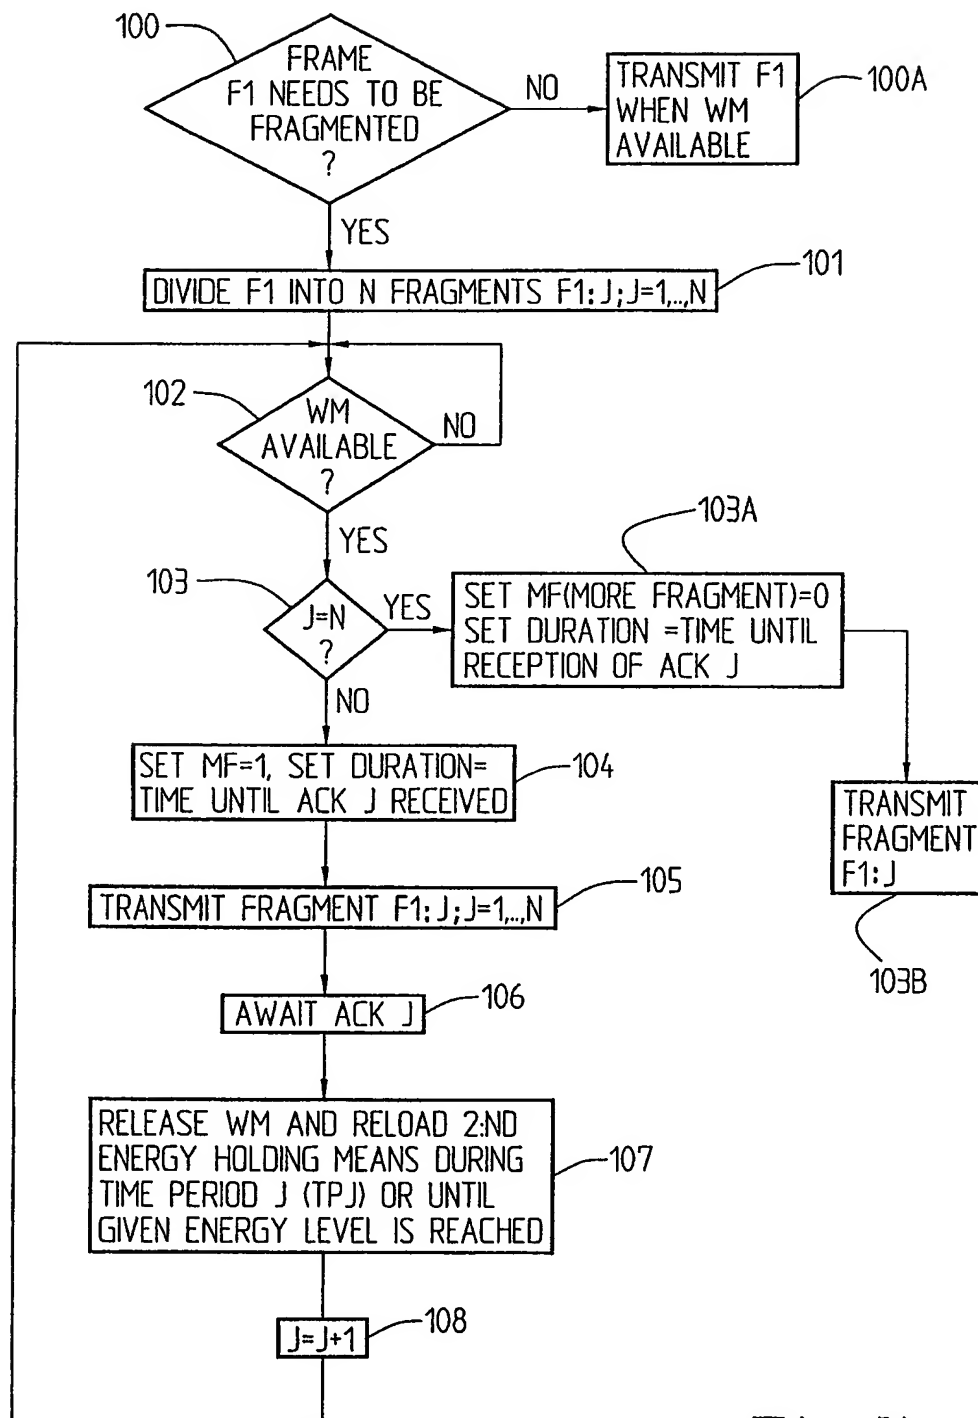 100
FRAME
F1 NEEDS TO BE
FRAGMENTED
?
NO
TRANSMIT F1
WHEN WM
AVAILABLE
100A
YES
101
DIVIDE F1 INTO N FRAGMENTS F1:J;J=1,..,N
102
WM
AVAILABLE
?
NO
YES
103
J=N
?
YES
103A
SET MF(MORE FRAGMENT)=0
SET DURATION =TIME UNTIL
RECEPTION OF ACK J
NO
SET MF=1, SET DURATION=
TIME UNTIL ACK J RECEIVED
104
TRANSMIT
FRAGMENT
F1:J
103B
TRANSMIT FRAGMENT F1:J;J=1,..,N
105
AWAIT ACK J
106
RELEASE WM AND RELOAD 2:ND
ENERGY HOLDING MEANS DURING
TIME PERIOD J (TPJ) OR UNTIL
GIVEN ENERGY LEVEL IS REACHED
107
J=J+1
108